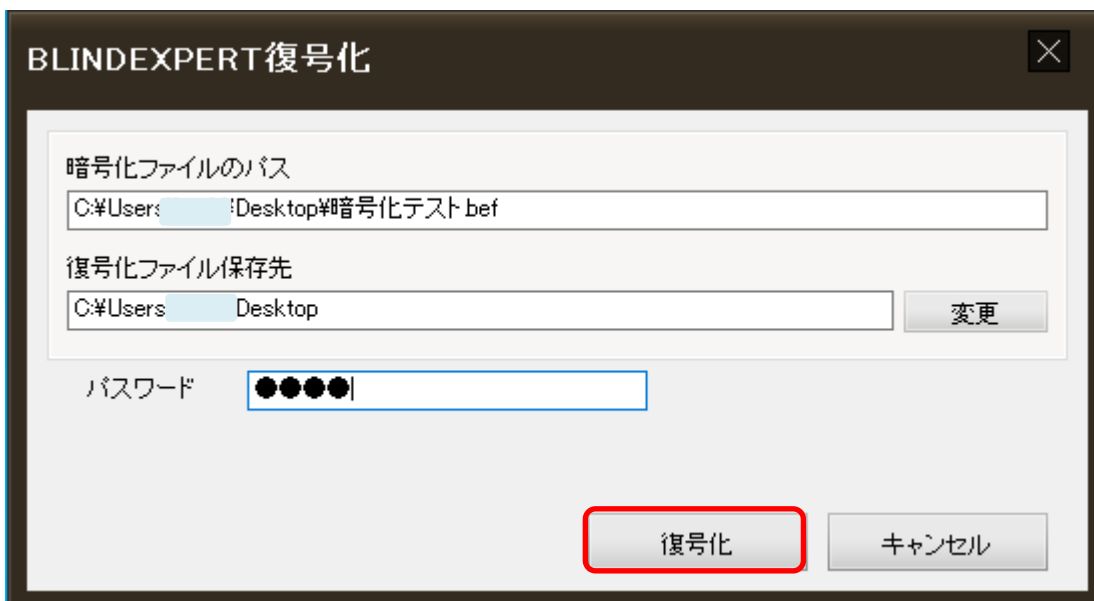 BLINDEXPERT復号化
暗号化ファイルのパス
C:¥Users ¥Desktop¥暗号化テスト.bef
復号化ファイル保存先
C:¥Users Desktop
変更
パスワード ●●●●
復号化
キャンセル